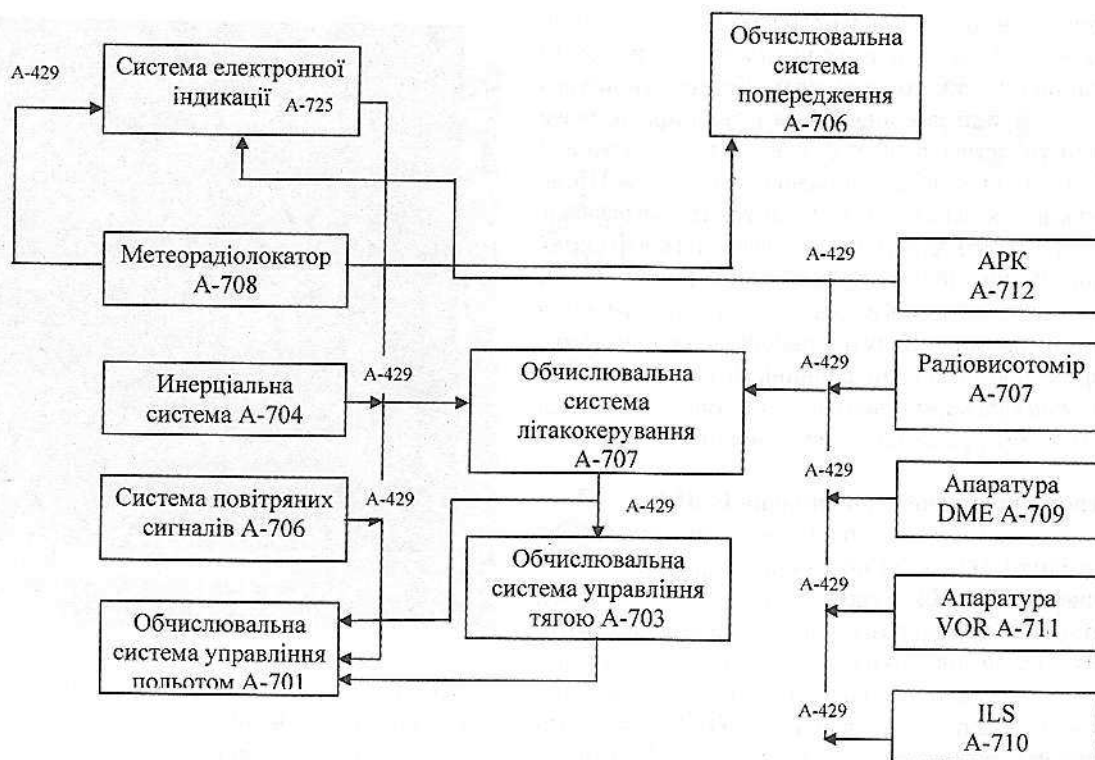 А-429
Система електронної
індикації А-725
Обчислювальна
система
попередження
А-706
Метеорадіолокатор
А-708
А-429
АРК
А-712
Инерціальна
система А-704
А-429
Обчислювальна
система
літакокерування
А-707
А-429
Радіовисотомір
А-707
Система повітряних
сигналів А-706
А-429
А-429
А-429
Апаратура
DME А-709
Обчислювальна
система управління
тягою А-703
Обчислювальна
система управління
польотом А-701
А-429
Апаратура
VOR А-711
А-429
ILS
А-710